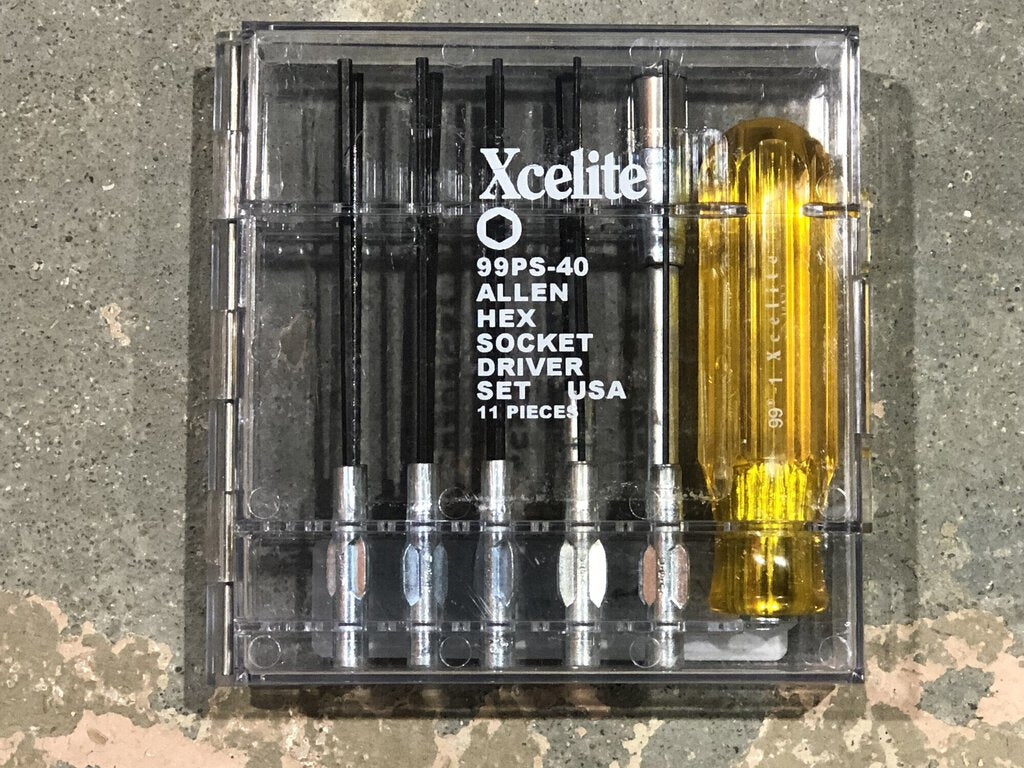 Xcelite
99PS-40
ALLEN
HEX
SOCKET
DRIVER
SET USA
11 PIECES
99® 1 Xcelite